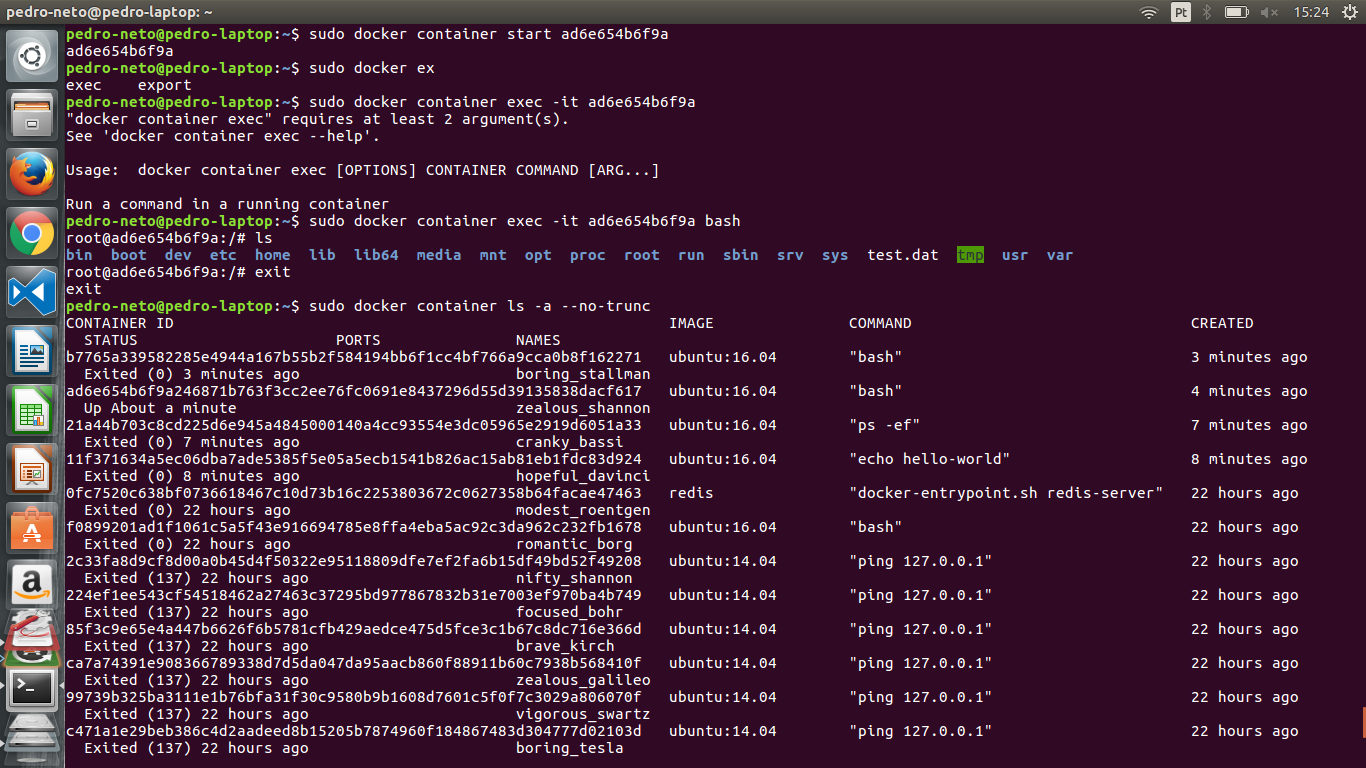 pedro-neto@pedro-laptop: ~
Pt
15:24
pedro-neto@pedro-laptop:~$ sudo docker container start ad6e654b6f9a
ad6e654b6f9a
pedro-neto@pedro-laptop:~$ sudo docker ex
exec    export
pedro-neto@pedro-laptop:~$ sudo docker container exec -it ad6e654b6f9a
"docker container exec" requires at least 2 argument(s).
See 'docker container exec --help'.
Usage:  docker container exec [OPTIONS] CONTAINER COMMAND [ARG...]
Run a command in a running container
pedro-neto@pedro-laptop:~$ sudo docker container exec -it ad6e654b6f9a bash
root@ad6e654b6f9a:/# ls
bin  boot  dev  etc  home  lib  lib64  media  mnt  opt  proc  root  run  sbin  srv  sys  test.dat  tmp  usr  var
root@ad6e654b6f9a:/# exit
exit
pedro-neto@pedro-laptop:~$ sudo docker container ls -a --no-trunc
CONTAINER ID                                                       IMAGE               COMMAND                               CREATED
  STATUS                      PORTS               NAMES
b7765a339582285e4944a167b55b2f584194bb6f1cc4bf766a9cca0b8f162271   ubuntu:16.04        "bash"                                3 minutes ago
  Exited (0) 3 minutes ago                        boring_stallman
ad6e654b6f9a246871b763f3cc2ee76fc0691e8437296d55d39135838dacf617   ubuntu:16.04        "bash"                                4 minutes ago
  Up About a minute                               zealous_shannon
21a44b703c8cd225d6e945a4845000140a4cc93554e3dc05965e2919d6051a33   ubuntu:16.04        "ps -ef"                              7 minutes ago
  Exited (0) 7 minutes ago                        cranky_bassi
11f371634a5ec06dba7ade5385f5e05a5ecb1541b826ac15ab81eb1fdc83d924   ubuntu:16.04        "echo hello-world"                    8 minutes ago
  Exited (0) 8 minutes ago                        hopeful_davinci
0fc7520c638bf0736618467c10d73b16c2253803672c0627358b64facae47463   redis               "docker-entrypoint.sh redis-server"   22 hours ago
  Exited (0) 22 hours ago                         modest_roentgen
f0899201ad1f1061c5a5f43e916694785e8ffa4eba5ac92c3da962c232fb1678   ubuntu:16.04        "bash"                                22 hours ago
  Exited (0) 22 hours ago                         romantic_borg
2c33fa8d9cf8d00a0b45d4f50322e95118809dfe7ef2fa6b15df49bd52f49208   ubuntu:14.04        "ping 127.0.0.1"                      22 hours ago
  Exited (137) 22 hours ago                       nifty_shannon
224ef1ee543cf54518462a27463c37295bd977867832b31e7003ef970ba4b749   ubuntu:14.04        "ping 127.0.0.1"                      22 hours ago
  Exited (137) 22 hours ago                       focused_bohr
85f3c9e65e4a447b6626f6b5781cfb429aedce475d5fce3c1b67c8dc716e366d   ubuntu:14.04        "ping 127.0.0.1"                      22 hours ago
  Exited (137) 22 hours ago                       brave_kirch
ca7a74391e908366789338d7d5da047da95aacb860f88911b60c7938b568410f   ubuntu:14.04        "ping 127.0.0.1"                      22 hours ago
  Exited (137) 22 hours ago                       zealous_galileo
99739b325ba3111e1b76bfa31f30c9580b9b1608d7601c5f0f7c3029a806070f   ubuntu:14.04        "ping 127.0.0.1"                      22 hours ago
  Exited (137) 22 hours ago                       vigorous_swartz
c471a1e29beb386c4d2aadeed8b15205b7874960f184867483d304777d02103d   ubuntu:14.04        "ping 127.0.0.1"                      22 hours ago
  Exited (137) 22 hours ago                       boring_tesla